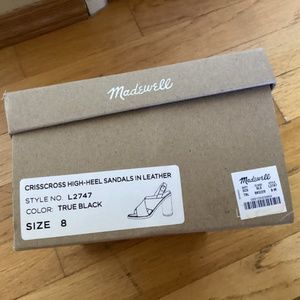 Madewell
CRISSCROSS HIGH-HEEL SANDALS IN LEATHER
STYLE NO. L2747
COLOR: TRUE BLACK
SIZE 8
Madewell